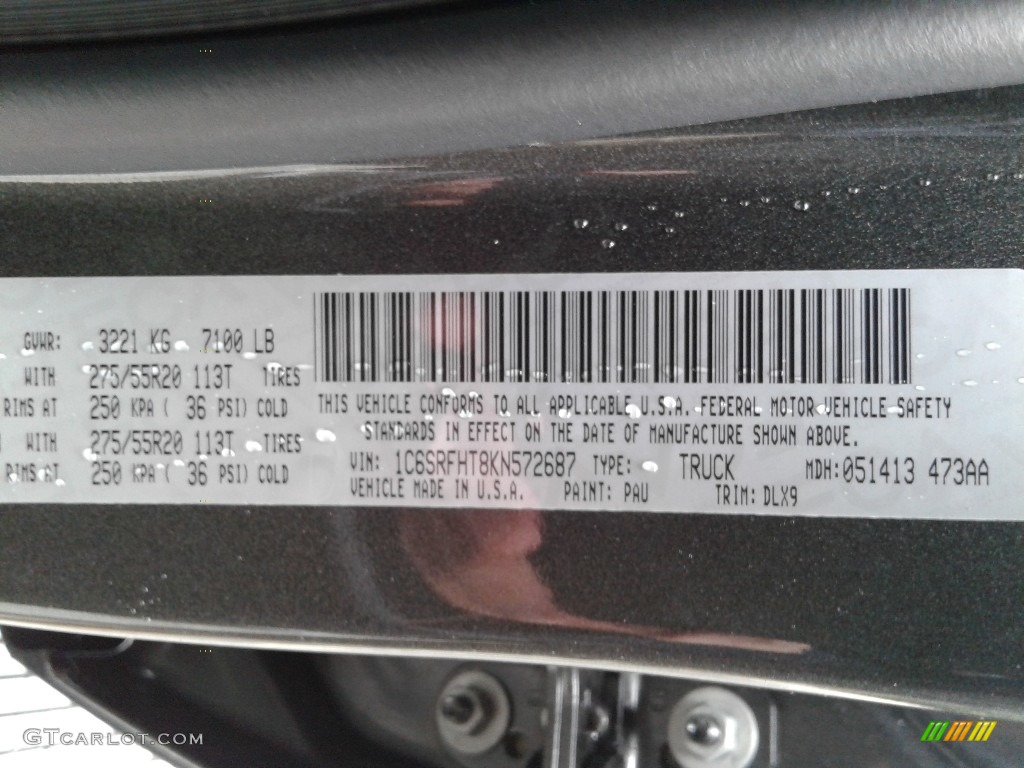 GVWR: 3221 KG 7100 LB
WITH 275/55R20 113T TIRES
RIMS AT 250 KPA ( 36 PSI) COLD
WITH 275/55R20 113T TIRES
RIMS AT 250 KPA ( 36 PSI) COLD
THIS VEHICLE CONFORMS TO ALL APPLICABLE U.S.A. FEDERAL MOTOR VEHICLE SAFETY
STANDARDS IN EFFECT ON THE DATE OF MANUFACTURE SHOWN ABOVE.
VIN: 1C6SRFHT8KN572687 TYPE: TRUCK MDH: 051413 473AA
VEHICLE MADE IN U.S.A. PAINT: PAU TRIM: DLX9
GTCARLOT.COM